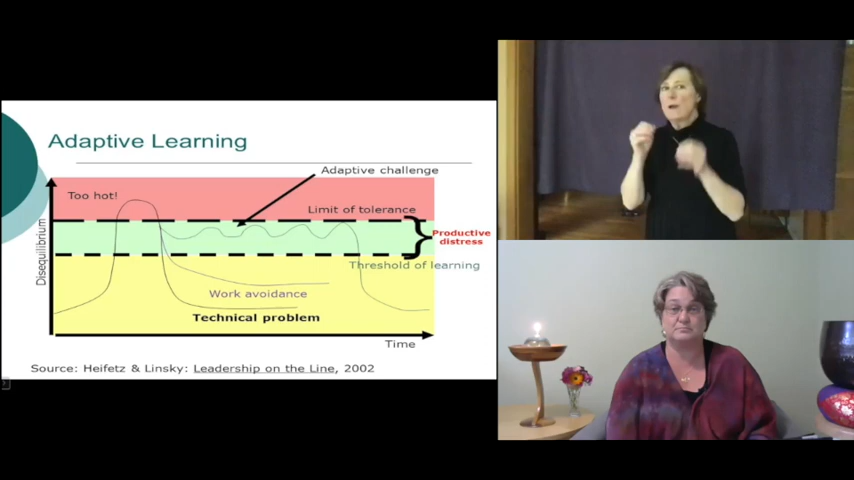 Adaptive Learning
Adaptive challenge
Too hot!
Limit of tolerance
Productive
distress
Disequilibrium
Threshold of learning
Work avoidance
Technical problem
Time
Source: Heifetz & Linsky: Leadership on the Line, 2002